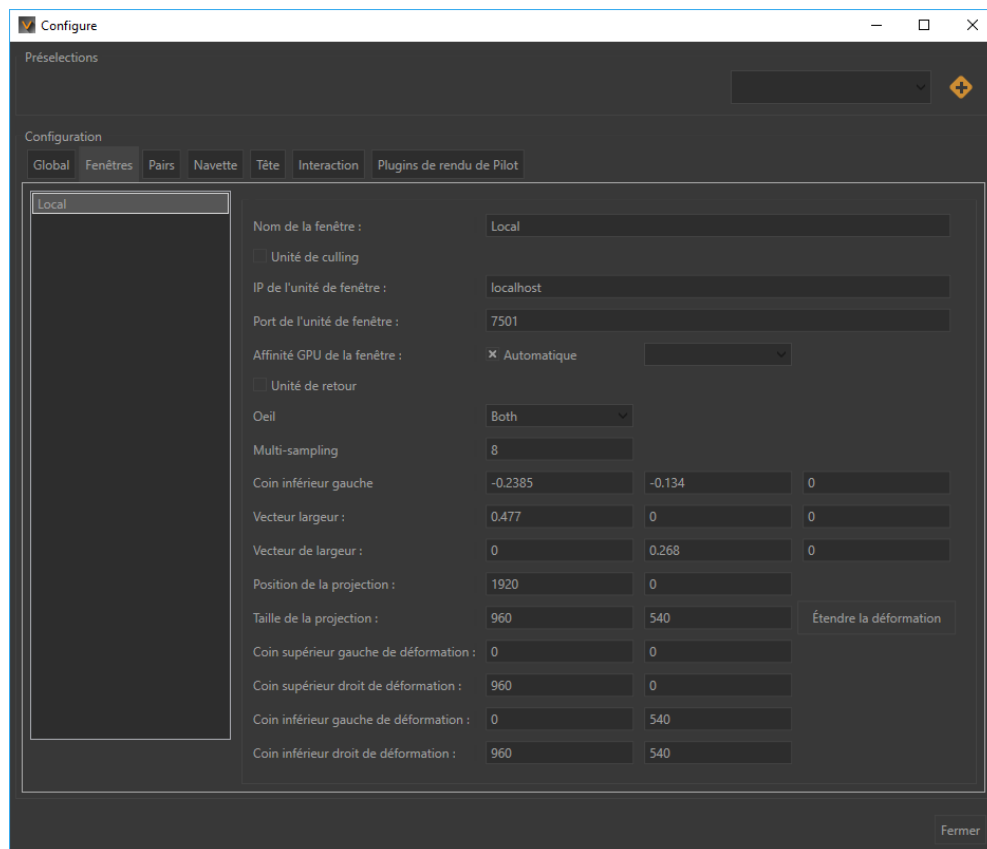 Configure
Préselections
Configuration
Global Fenêtres Pairs Navette Tête Interaction Plugins de rendu de Pilot
Local
Nom de la fenêtre : Local
Unité de culling
IP de l'unité de fenêtre : localhost
Port de l'unité de fenêtre : 7501
Affinité GPU de la fenêtre : Automatique
Unité de retour
Oeil Both
Multi-sampling 8
Coin inférieur gauche -0.2385 -0.134 0
Vecteur largeur : 0.477 0 0
Vecteur de largeur : 0 0.268 0
Position de la projection : 1920 0
Taille de la projection : 960 540 Étendre la déformation
Coin supérieur gauche de déformation : 0 0
Coin supérieur droit de déformation : 960 0
Coin inférieur gauche de déformation : 0 540
Coin inférieur droit de déformation : 960 540
Fermer